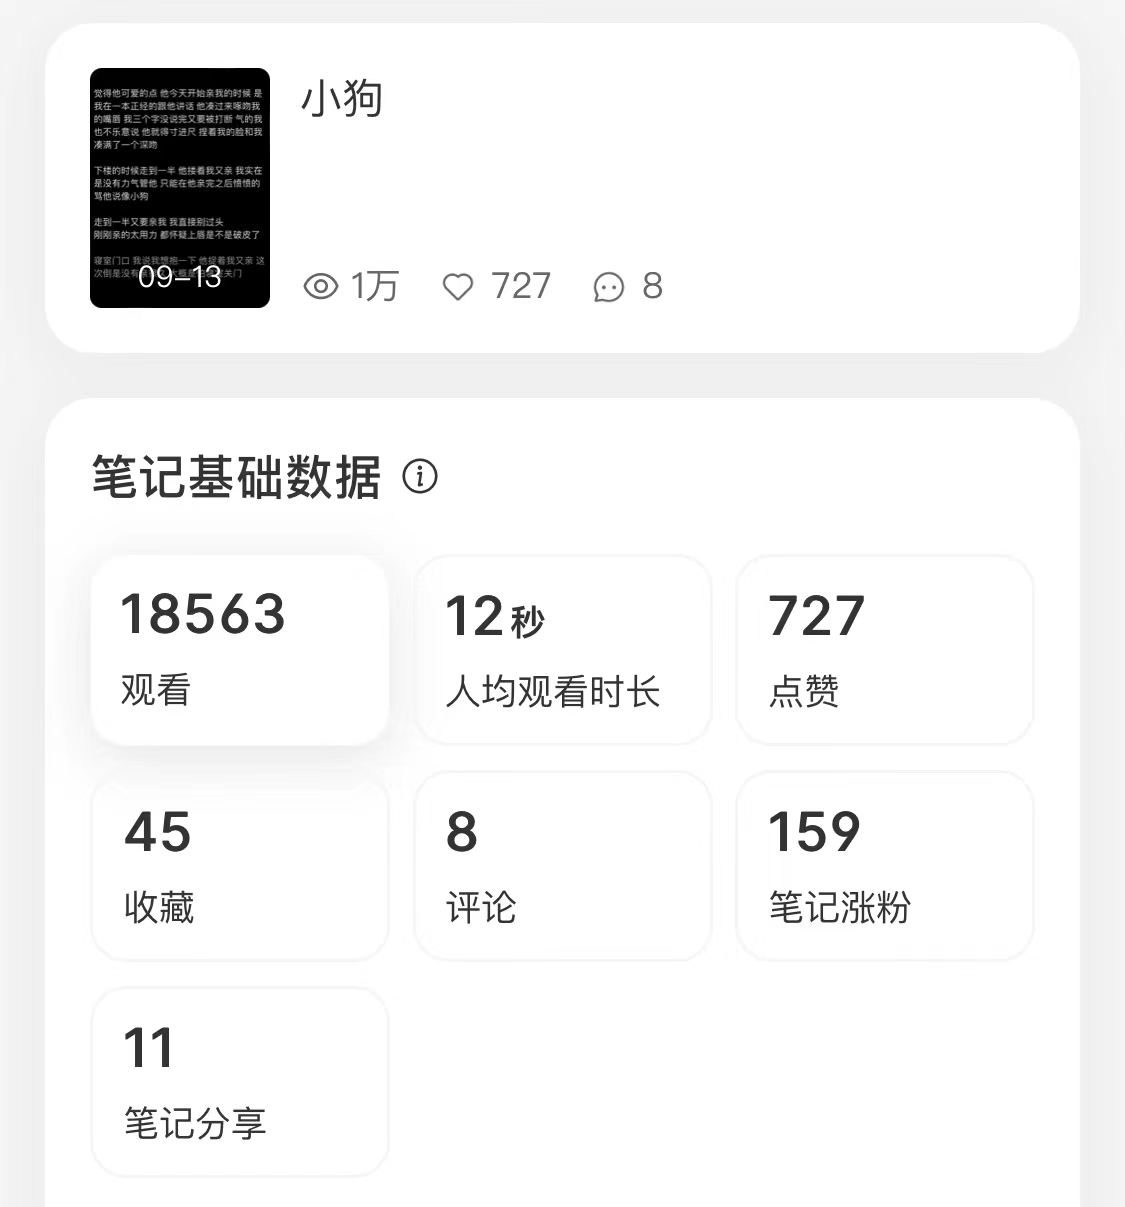 觉得他可爱的点 他今天开始亲我的时候 是
我在一本正经的跟他讲话 他凑过来啄吻我
的嘴唇 我三个字没说完又要被打断 气的我
也不乐意说 他就得寸进尺 捏着我的脸和我
凑满了一个深吻
下楼的时候走到一半 他搂着我又亲 我实在
是没有力气管他 只能在他亲完之后愤愤的
骂他说像小狗
走到一半又要亲我 我直接别过头
刚刚亲的太用力 都怀疑上唇是不是破皮了
寝室门口 我说我想抱一下 他捉着我又亲 这
次倒是没有
关门
09-13
小狗
1万
727
8
笔记基础数据
18563
观看
12秒
人均观看时长
727
点赞
45
收藏
8
评论
159
笔记涨粉
11
笔记分享